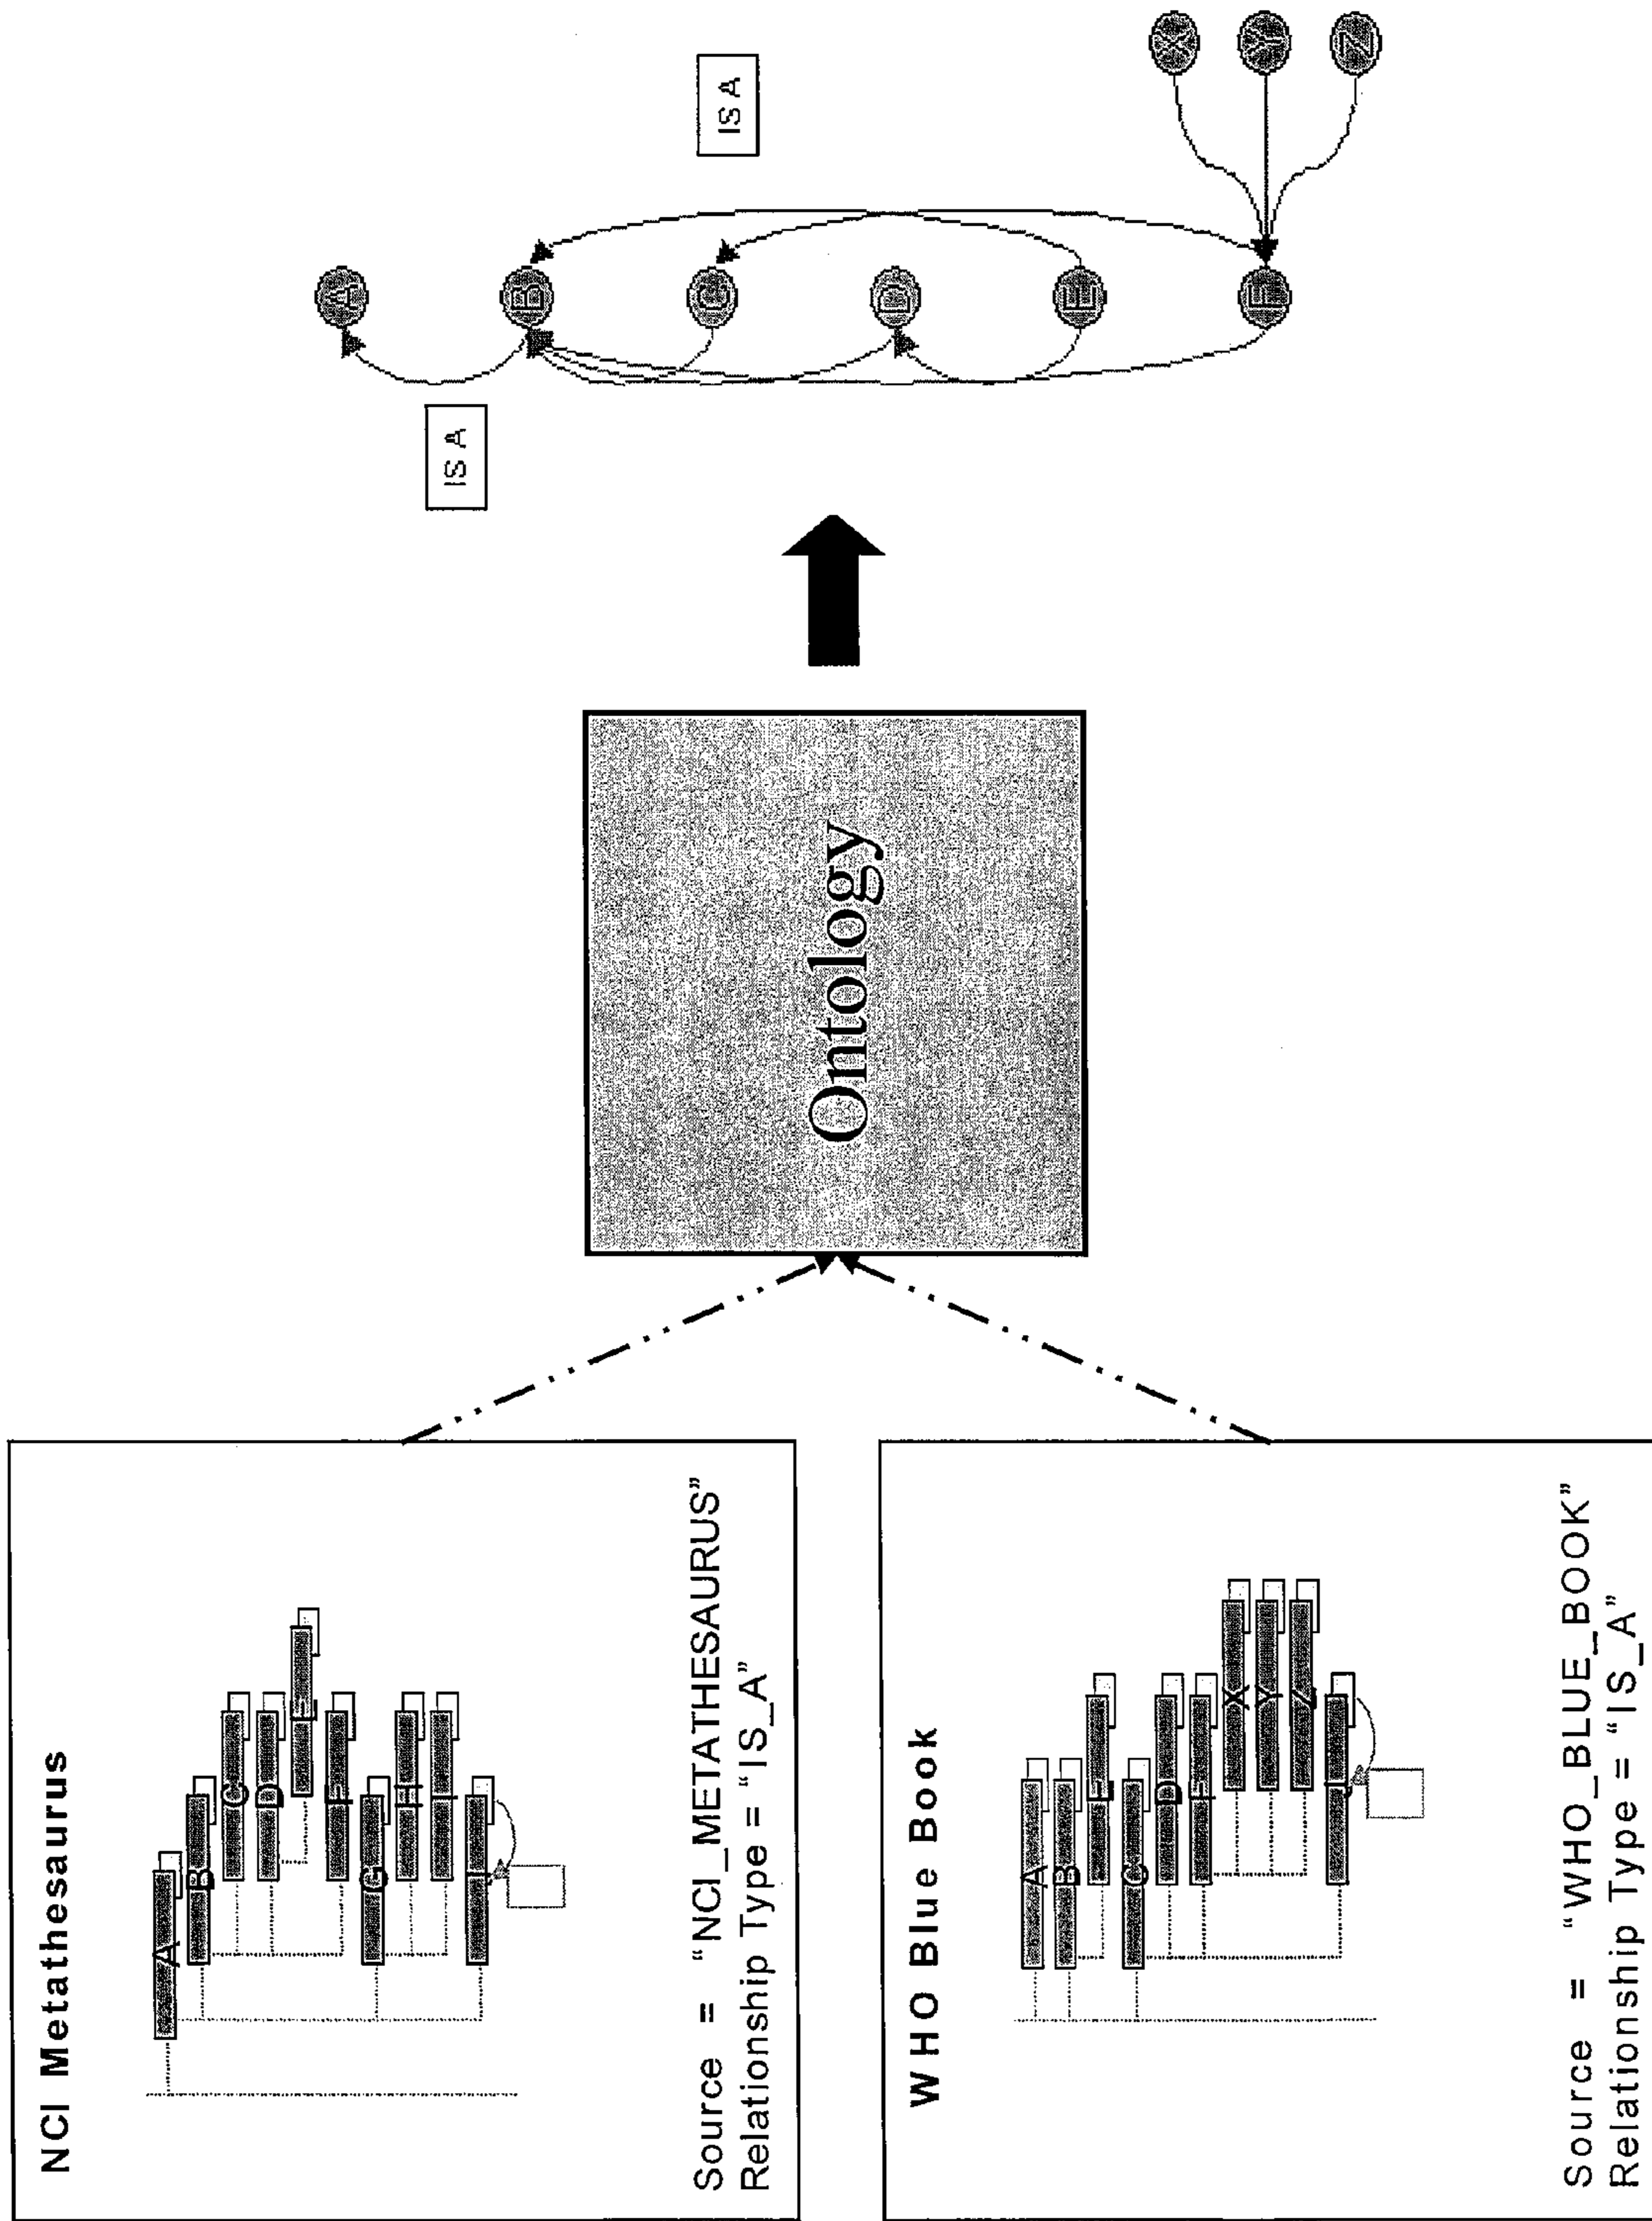 NCI Metathesaurus
A
B
C
D
E
F
G
H
I
Source = "NCI_METATHESAURUS"
Relationship Type = "IS_A"
WHO Blue Book
A
B
E
C
D
F
X
Y
Z
Source = "WHO_BLUE_BOOK"
Relationship Type = "IS_A"
Ontology
IS A
IS A
A
B
C
D
E
F
X
Y
Z